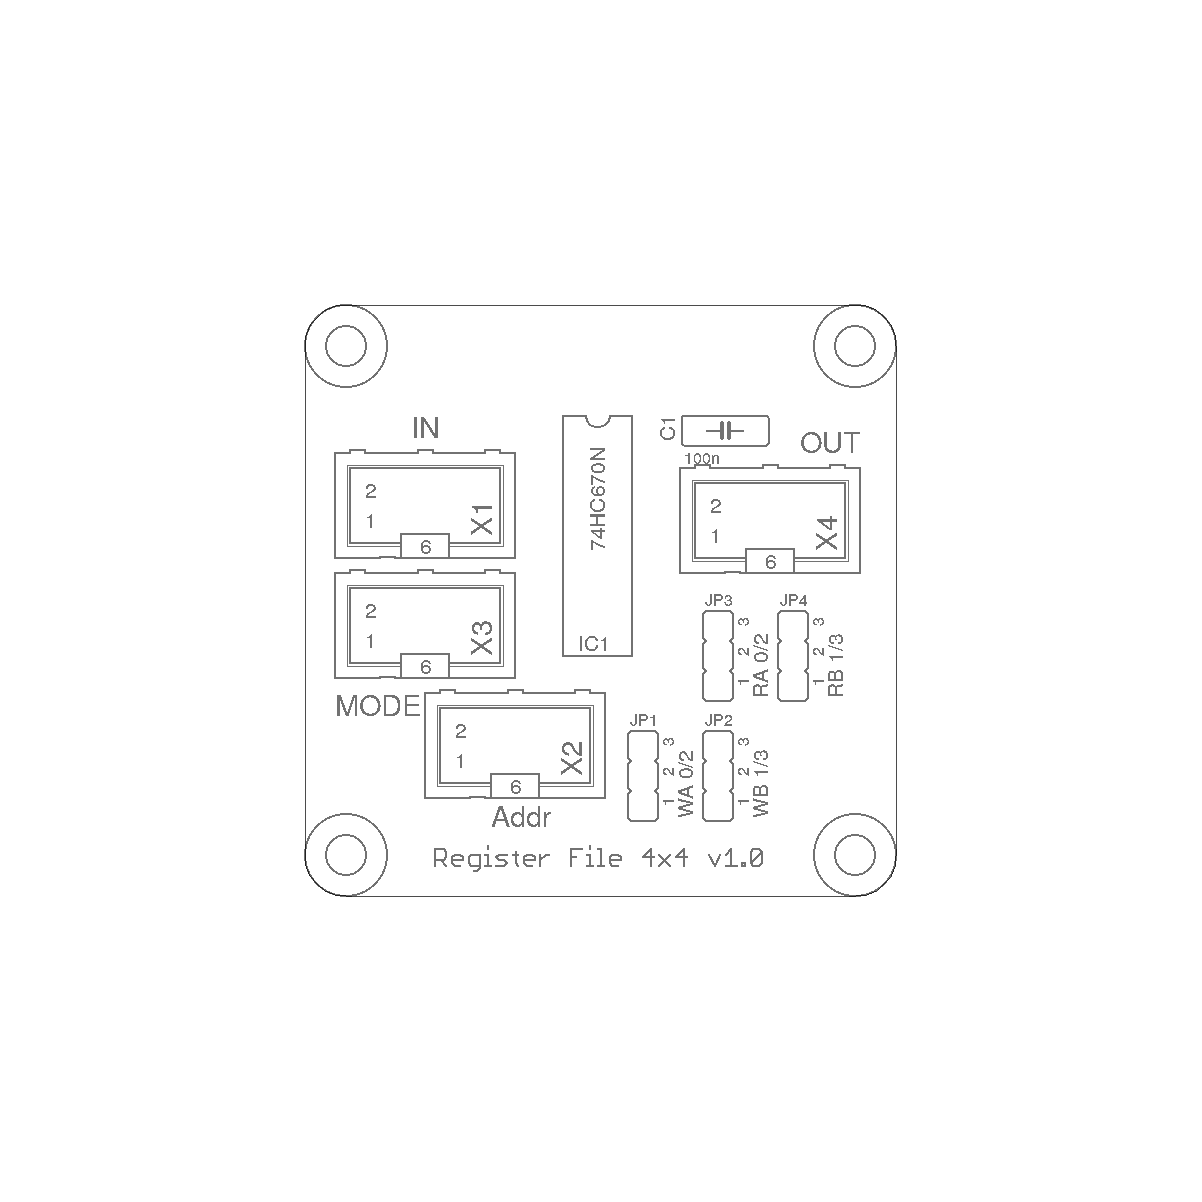 IN
2
1
X1
6
74HC670N
IC1
C1
100n
OUT
2
1
X4
6
2
1
X3
6
MODE
JP3
3
2
1
RA 0/2
JP4
3
2
1
RB 1/3
2
1
X2
6
Addr
JP1
3
2
1
WA 0/2
JP2
3
2
1
WB 1/3
Register File 4x4 v1.0